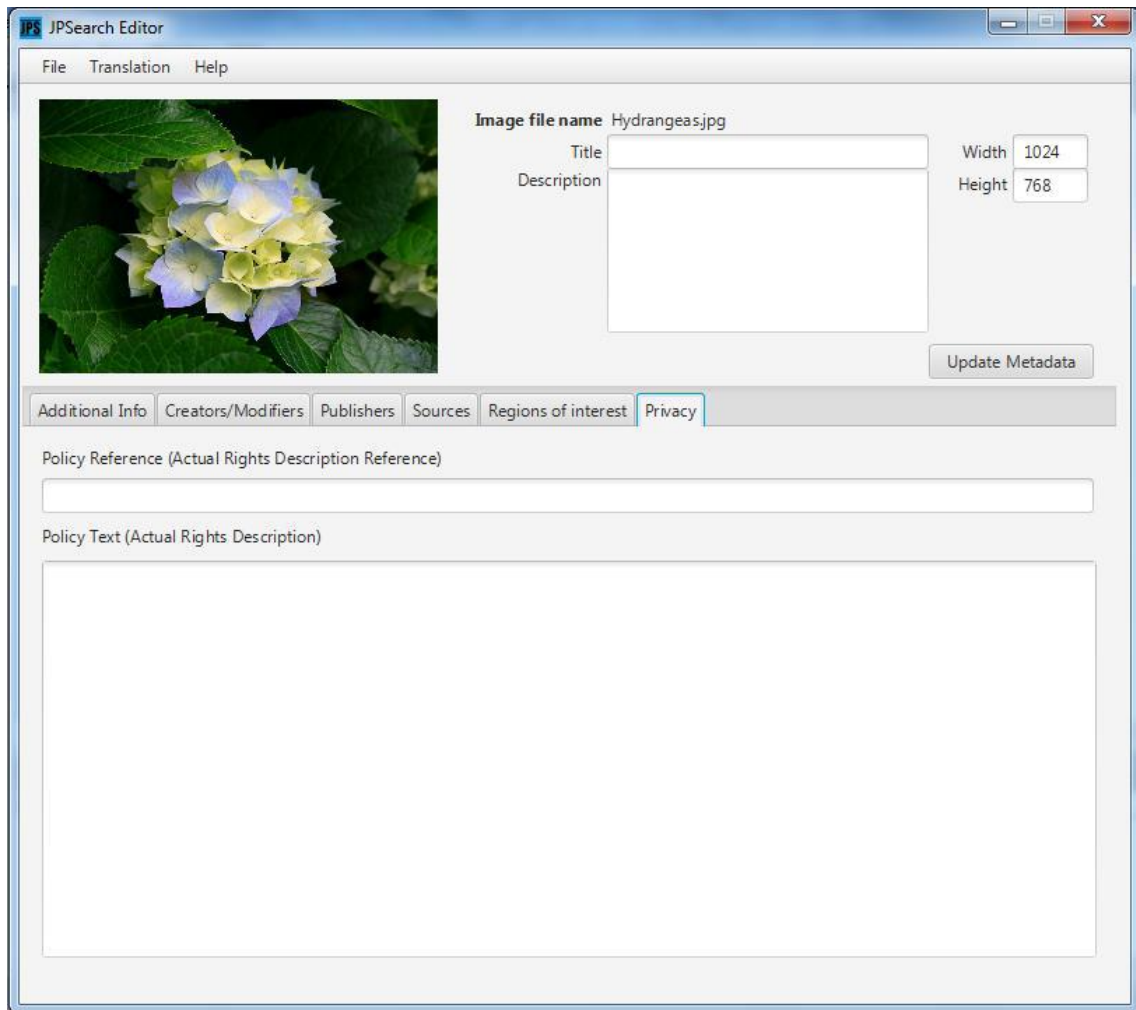 JPS JPSearch Editor
File Translation Help
Image file name Hydrangeas.jpg
Title
Width 1024
Description
Height 768
Update Metadata
Additional Info Creators/Modifiers Publishers Sources Regions of interest Privacy
Policy Reference (Actual Rights Description Reference)
Policy Text (Actual Rights Description)